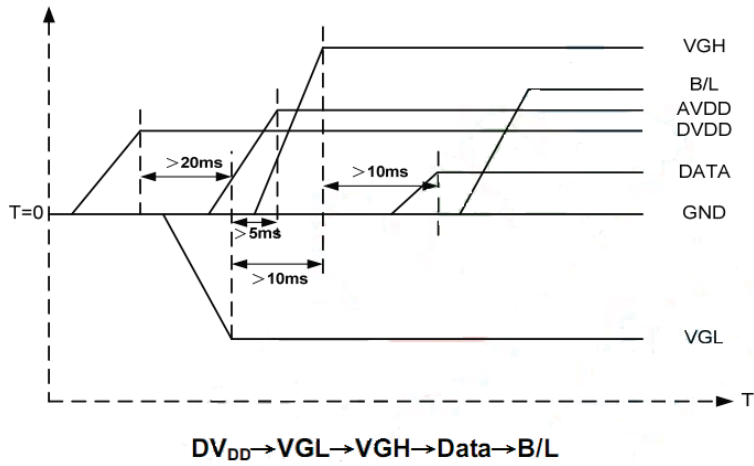 VGH
B/L
AVDD
DVDD
>20ms
>10ms
DATA
T=0
GND
>5ms
>10ms
VGL
T
DVDD→VGL→VGH→Data→B/L